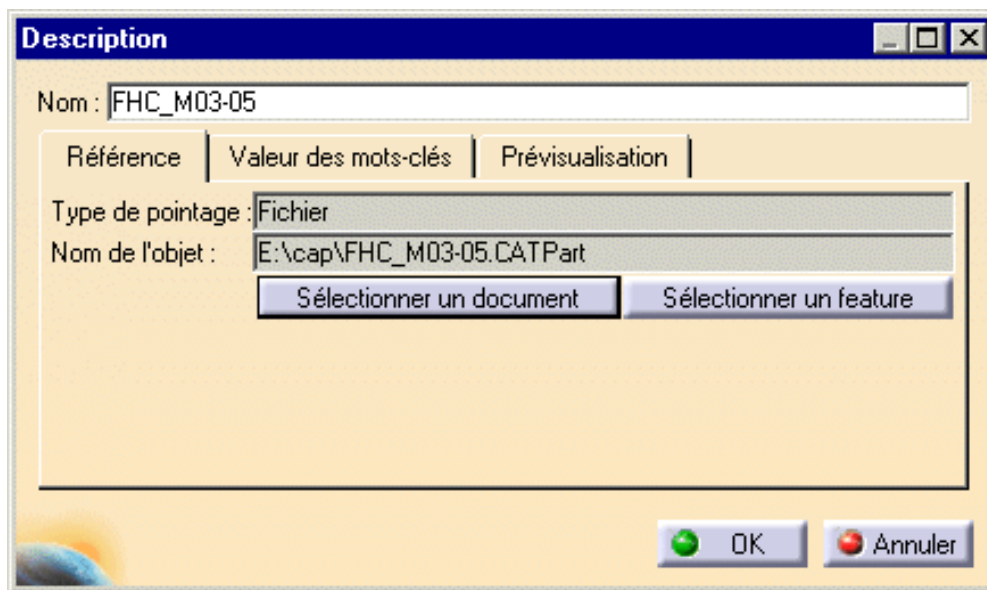 Description
Nom : FHC_M03-05
Référence Valeur des mots-clés Prévisualisation
Type de pointage : Fichier
Nom de l'objet : E:\cap\FHC_M03-05.CATPart
Sélectionner un document Sélectionner un feature
OK Annuler